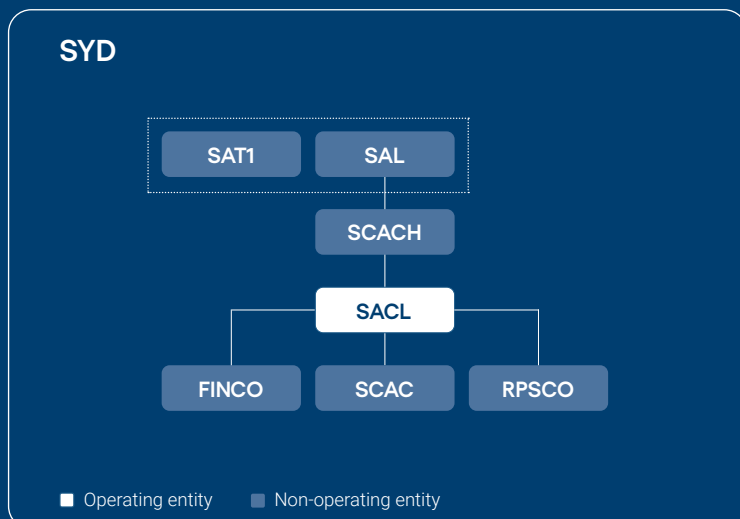 SYD
SAT1 SAL
SCACH
SACL
FINCO SCAC RPSCO
Operating entity Non-operating entity